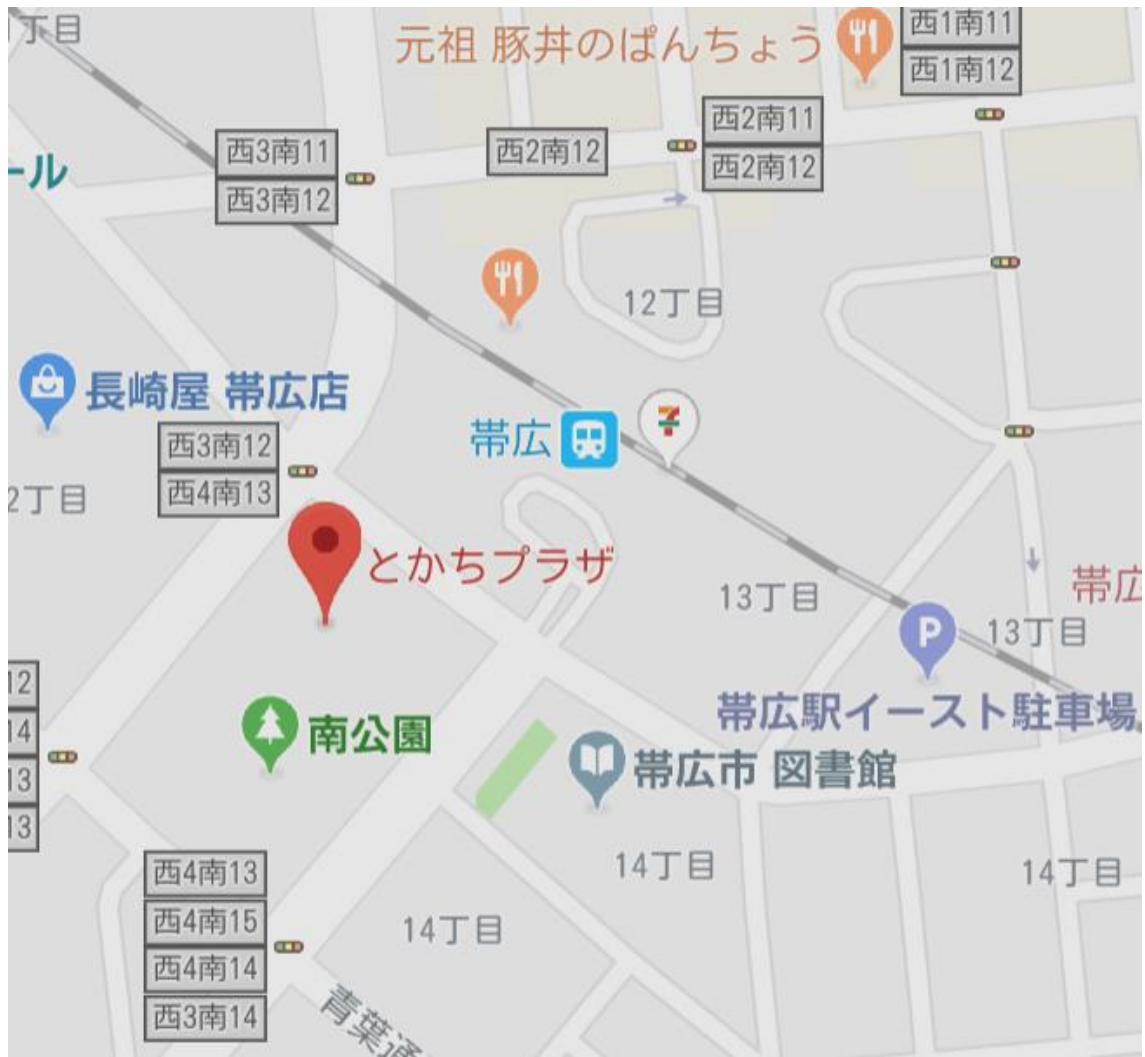 丁目
元祖 豚丼のぱんちょう
西1南11
西1南12
西3南11
西3南12
西2南12
西2南11
西2南12
ール
12丁目
長崎屋 帯広店
帯広
7
西3南12
西4南13
2丁目
とかちプラザ
13丁目
帯広
P
13丁目
12
14
13
13
南公園
帯広駅イースト駐車場
帯広市 図書館
14丁目
14丁目
西4南13
西4南15
西4南14
西3南14
14丁目
青葉通